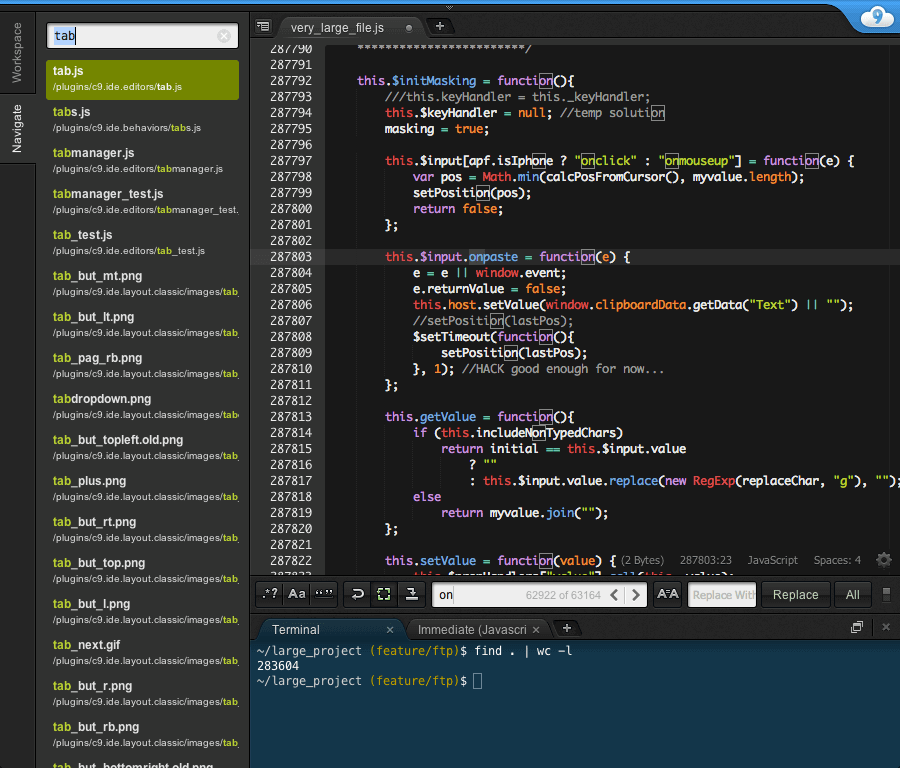 Workspace
Navigate
tab
tab.js
/plugins/c9.ide.editors/tab.js
tabs.js
/plugins/c9.ide.behaviors/tabs.js
tabmanager.js
/plugins/c9.ide.editors/tabmanager.js
tabmanager_test.js
/plugins/c9.ide.editors/tabmanager_test.
tab_test.js
/plugins/c9.ide.editors/tab_test.js
tab_but_mt.png
/plugins/c9.ide.layout.classic/images/tab_
tab_but_lt.png
/plugins/c9.ide.layout.classic/images/tab_
tab_pag_rb.png
/plugins/c9.ide.layout.classic/images/tab_
tabdropdown.png
/plugins/c9.ide.layout.classic/images/tab
tab_but_topleft.old.png
/plugins/c9.ide.layout.classic/images/tab_
tab_plus.png
/plugins/c9.ide.layout.classic/images/tab_
tab_but_rt.png
/plugins/c9.ide.layout.classic/images/tab_
tab_but_top.png
/plugins/c9.ide.layout.classic/images/tab_
tab_but_l.png
/plugins/c9.ide.layout.classic/images/tab_
tab_next.gif
/plugins/c9.ide.layout.classic/images/tab_
tab_but_r.png
/plugins/c9.ide.layout.classic/images/tab_
tab_but_rb.png
/plugins/c9.ide.layout.classic/images/tab_
tab_but_bottomright.old.png
very_large_file.js
9
287790 ************************/
287791
287792 this.$initMasking = function(){
287793 ///this.keyHandler = this._keyHandler;
287794 this.$keyHandler = null; //temp solution
287795 masking = true;
287796
287797 this.$input[apf.isIphone ? "onclick" : "onmouseup"] = function(e) {
287798 var pos = Math.min(calcPosFromCursor(), myvalue.length);
287799 setPosition(pos);
287800 return false;
287801 };
287802
287803 this.$input.onpaste = function(e) {
287804 e = e || window.event;
287805 e.returnValue = false;
287806 this.host.setValue(window.clipboardData.getData("Text") || "");
287807 //setPosition(lastPos);
287808 $setTimeout(function(){
287809 setPosition(lastPos);
287810 }, 1); //HACK good enough for now...
287811 };
287812
287813 this.getValue = function(){
287814 if (this.includeNonTypedChars)
287815 return initial == this.$input.value
287816 ? ""
287817 : this.$input.value.replace(new RegExp(replaceChar, "g"), "");
287818 else
287819 return myvalue.join("");
287820 };
287821
287822 this.setValue = function(value) {
(2 Bytes) 287803:23 JavaScript Spaces: 4
.* ? Aa
on 62922 of 63164
Replace With Replace All
Terminal
Immediate (Javascri
~/large_project (feature/ftp)$ find . | wc -l
283604
~/large_project (feature/ftp)$